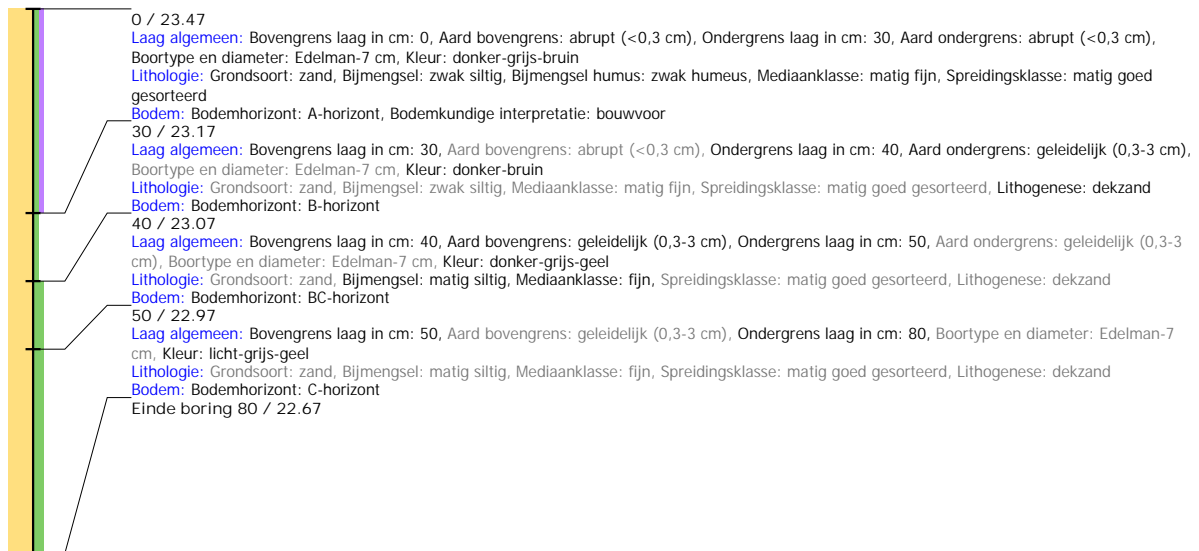 0 / 23.47
Laag algemeen: Bovengrens laag in cm: 0, Aard bovengrens: abrupt (<0,3 cm), Ondergrens laag in cm: 30, Aard ondergrens: abrupt (<0,3 cm),
Boortype en diameter: Edelman-7 cm, Kleur: donker-grijs-bruin
Lithologie: Grondsoort: zand, Bijmengsel: zwak siltig, Bijmengsel humus: zwak humeus, Mediaanklasse: matig fijn, Spreidingsklasse: matig goed
gesorteerd
Bodem: Bodemhorizont: A-horizont, Bodemkundige interpretatie: bouwvoor
30 / 23.17
Laag algemeen: Bovengrens laag in cm: 30, Aard bovengrens: abrupt (<0,3 cm), Ondergrens laag in cm: 40, Aard ondergrens: geleidelijk (0,3-3 cm),
Boortype en diameter: Edelman-7 cm, Kleur: donker-bruin
Lithologie: Grondsoort: zand, Bijmengsel: zwak siltig, Mediaanklasse: matig fijn, Spreidingsklasse: matig goed gesorteerd, Lithogenese: dekzand
Bodem: Bodemhorizont: B-horizont
40 / 23.07
Laag algemeen: Bovengrens laag in cm: 40, Aard bovengrens: geleidelijk (0,3-3 cm), Ondergrens laag in cm: 50, Aard ondergrens: geleidelijk (0,3-3
cm), Boortype en diameter: Edelman-7 cm, Kleur: donker-grijs-geel
Lithologie: Grondsoort: zand, Bijmengsel: matig siltig, Mediaanklasse: fijn, Spreidingsklasse: matig goed gesorteerd, Lithogenese: dekzand
Bodem: Bodemhorizont: BC-horizont
50 / 22.97
Laag algemeen: Bovengrens laag in cm: 50, Aard bovengrens: geleidelijk (0,3-3 cm), Ondergrens laag in cm: 80, Boortype en diameter: Edelman-7
cm, Kleur: licht-grijs-geel
Lithologie: Grondsoort: zand, Bijmengsel: matig siltig, Mediaanklasse: fijn, Spreidingsklasse: matig goed gesorteerd, Lithogenese: dekzand
Bodem: Bodemhorizont: C-horizont
Einde boring 80 / 22.67